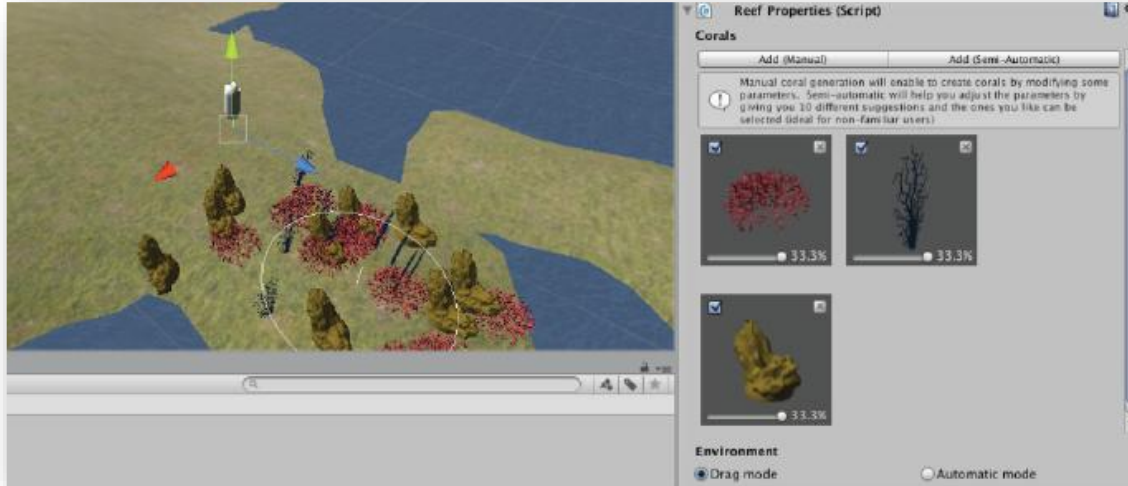 Reef Properties (Script)
Corals
Add (Manual)
Add (Semi-Automatic)
Manual coral generation will enable to create corals by modifying some
parameters. Semi-automatic will help you adjust the parameters by
giving you 10 different suggestions and the ones you like can be
selected (ideal for non-familiar users)
33.3%
33.3%
33.3%
Environment
Drag mode
Automatic mode